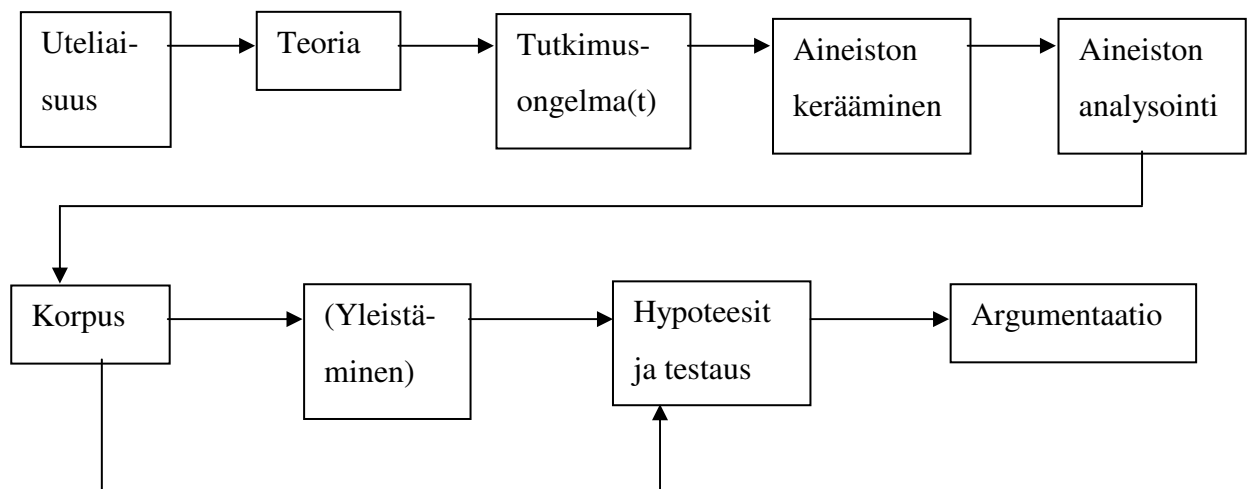 Uteliai-
suus
Teoria
Tutkimus-
ongelma(t)
Aineiston
kerääminen
Aineiston
analysointi
Korpus
(Yleistä-
minen)
Hypoteesit
ja testaus
Argumentaatio